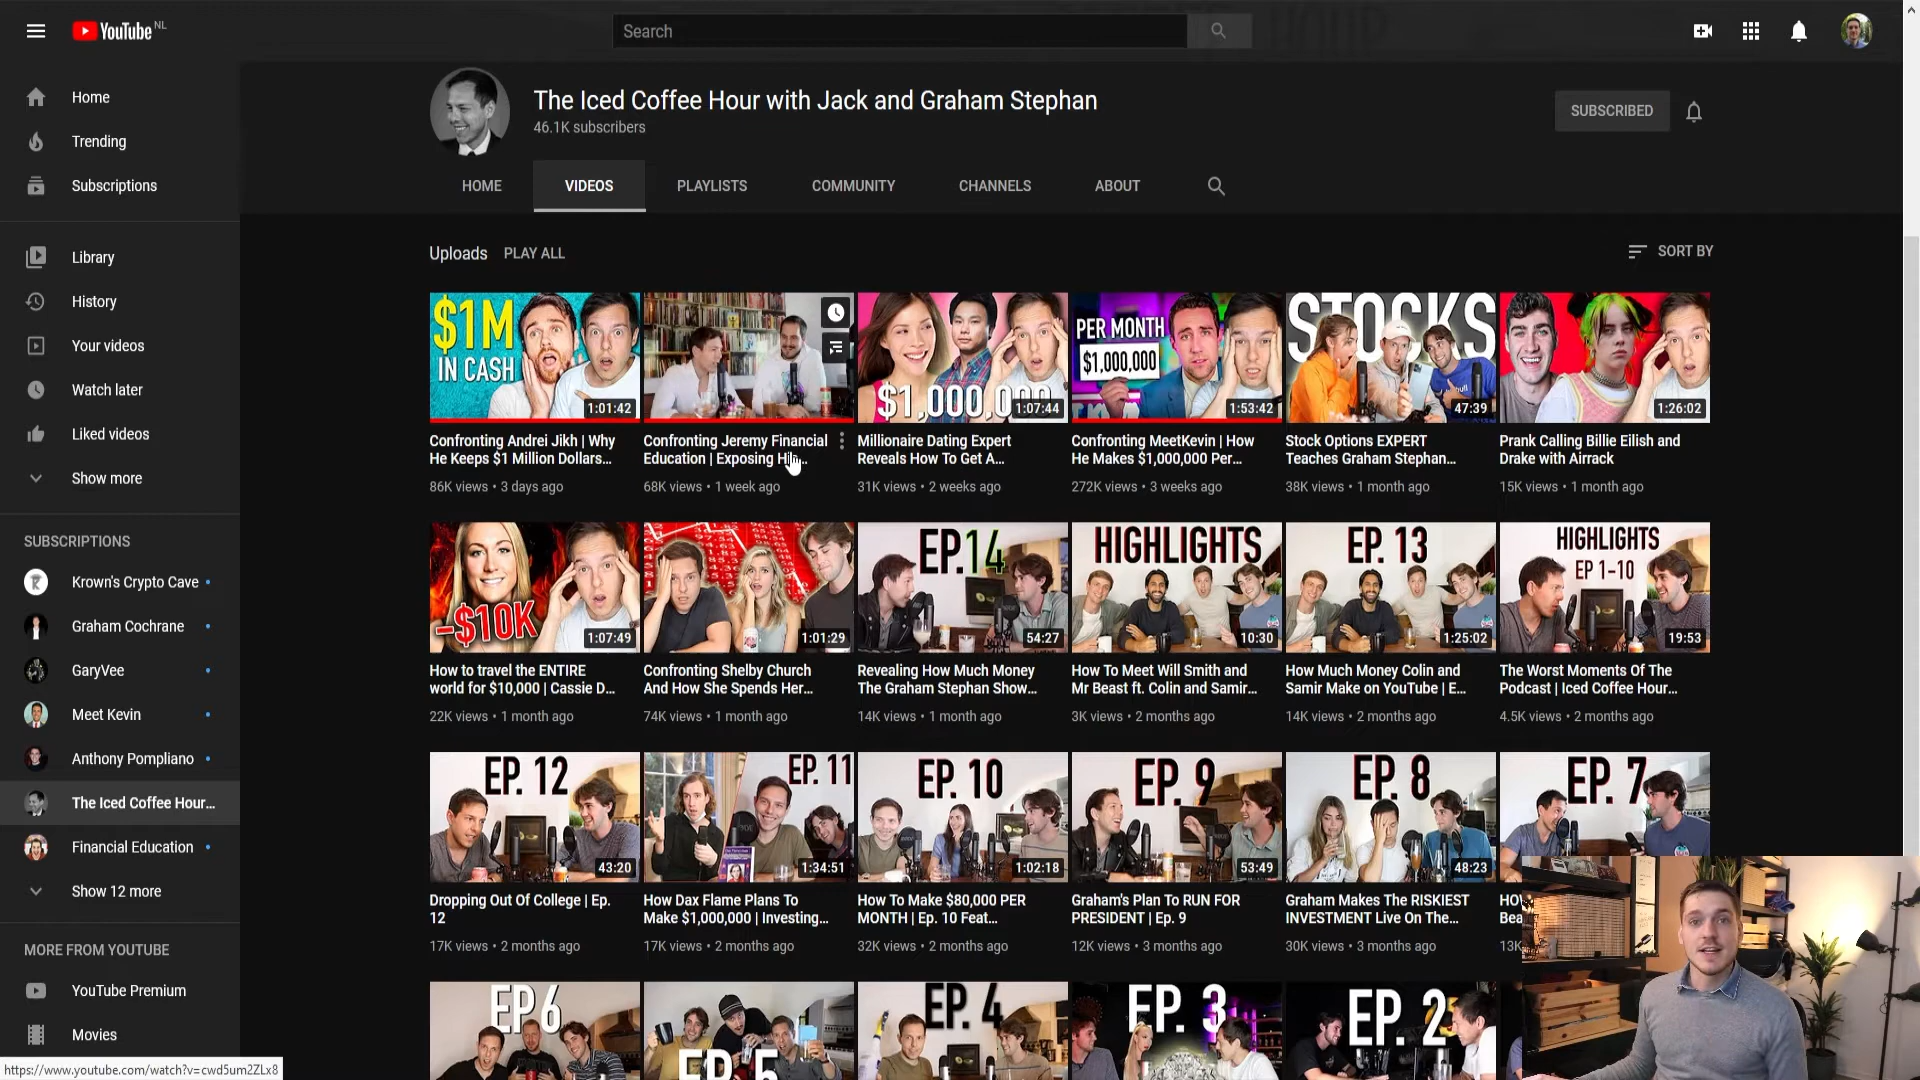 YouTube NL
Search
Home
Trending
Subscriptions
Library
History
Your videos
Watch later
Liked videos
Show more
SUBSCRIPTIONS
Krown's Crypto Cave
Graham Cochrane
GaryVee
Meet Kevin
Anthony Pompliano
The Iced Coffee Hour...
Financial Education
Show 12 more
MORE FROM YOUTUBE
YouTube Premium
Movies
https://www.youtube.com/watch?v=cwd5um2ZLx8
The Iced Coffee Hour with Jack and Graham Stephan
46.1K subscribers
SUBSCRIBED
HOME
VIDEOS
PLAYLISTS
COMMUNITY
CHANNELS
ABOUT
Uploads
PLAY ALL
SORT BY
$1M
IN CASH
1:01:42
Confronting Andrei Jikh | Why
He Keeps $1 Million Dollars...
86K views • 3 days ago
Confronting Jeremy Financial
Education | Exposing
68K views • 1 week ago
1:07:44
Millionaire Dating Expert
Reveals How To Get A...
31K views • 2 weeks ago
PER MONTH
$1,000,000
1:53:42
Confronting MeetKevin | How
He Makes $1,000,000 Per...
272K views • 3 weeks ago
STOCKS
47:39
Stock Options EXPERT
Teaches Graham Stephan...
38K views • 1 month ago
1:26:02
Prank Calling Billie Eilish and
Drake with Airrack
15K views • 1 month ago
-$10K
1:07:49
How to travel the ENTIRE
world for $10,000 | Cassie D...
22K views • 1 month ago
1:01:29
Confronting Shelby Church
And How She Spends Her...
74K views • 1 month ago
EP.14
54:27
Revealing How Much Money
The Graham Stephan Show...
14K views • 1 month ago
HIGHLIGHTS
10:30
How To Meet Will Smith and
Mr Beast ft. Colin and Samir...
3K views • 2 months ago
EP. 13
1:25:02
How Much Money Colin and
Samir Make on YouTube | E...
14K views • 2 months ago
HIGHLIGHTS
EP 1-10
19:53
The Worst Moments Of The
Podcast | Iced Coffee Hour...
4.5K views • 2 months ago
EP. 12
43:20
Dropping Out Of College | Ep.
12
17K views • 2 months ago
EP. 11
1:34:51
How Dax Flame Plans To
Make $1,000,000 | Investing...
17K views • 2 months ago
EP. 10
1:02:18
How To Make $80,000 PER
MONTH | Ep. 10 Feat...
32K views • 2 months ago
EP. 9
53:49
Graham's Plan To RUN FOR
PRESIDENT | Ep. 9
12K views • 3 months ago
EP. 8
48:23
Graham Makes The RISKIEST
INVESTMENT Live On The...
30K views • 3 months ago
EP. 7
13K
EP 6
EP. 5
EP. 4
EP. 3
EP. 2